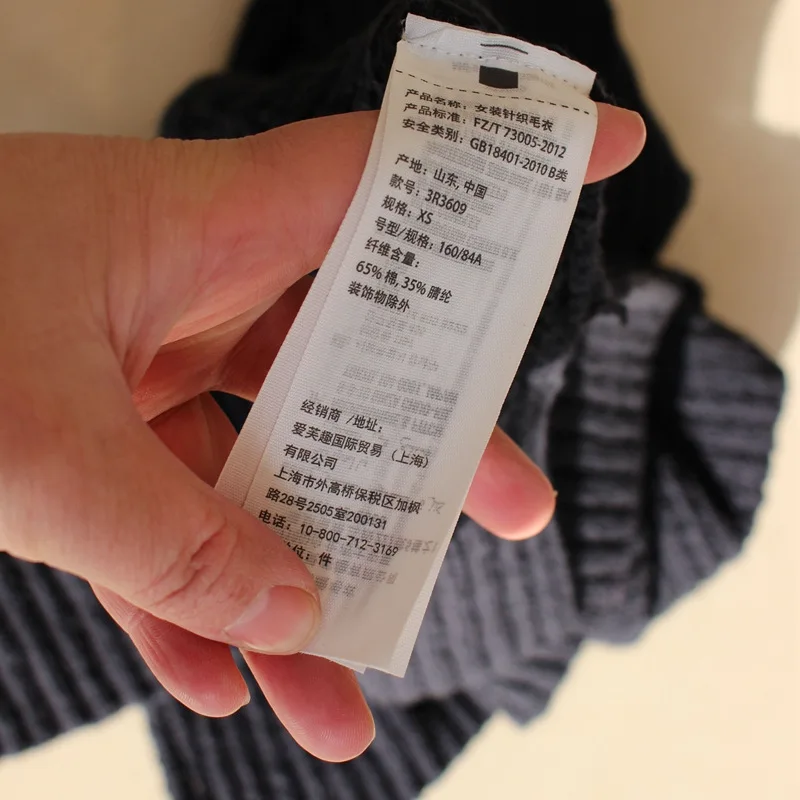 产品名称：女装针织毛衣
产品标准：FZ/T 73005-2012
安全类别：GB18401-2010 B类
产地：山东, 中国
款号：3R3609
规格：XS
号型/规格：160/84A
纤维含量：
65% 棉, 35% 腈纶
装饰物除外
经销商 /地址：
爱芙趣国际贸易（上海）
有限公司
上海市外高桥保税区加枫
路28号2505室200131
电话：10-800-712-3169
位：件